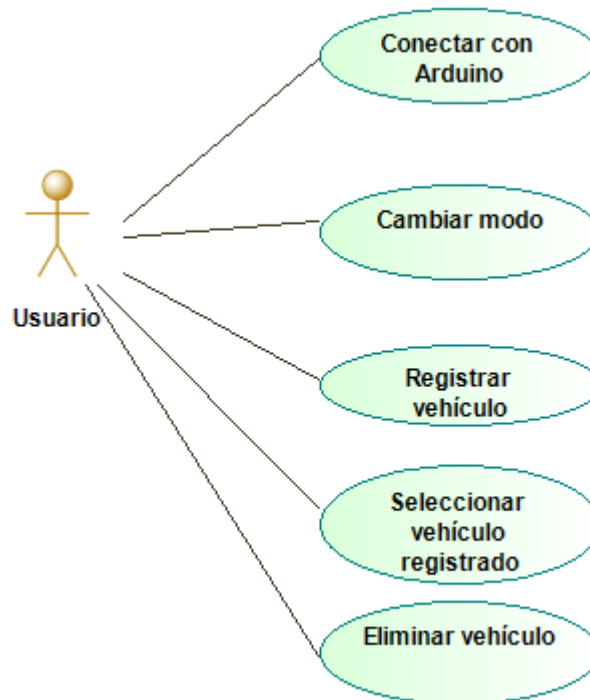 Conectar con
Arduino
Cambiar modo
Usuario
Registrar
vehículo
Seleccionar
vehículo
registrado
Eliminar vehículo